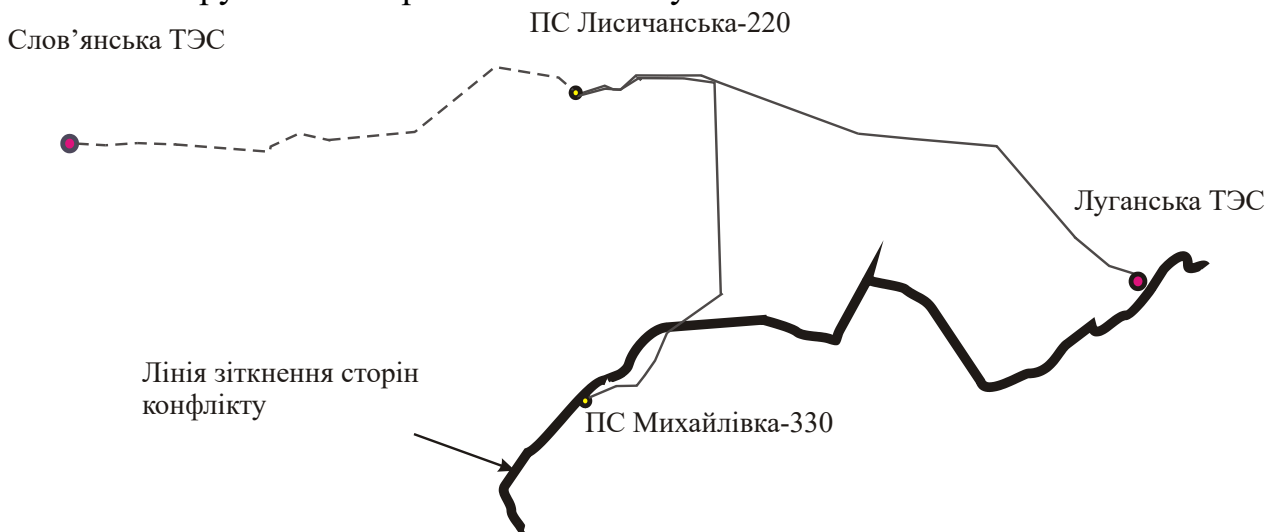 ПС Лисичанська-220
Слов’янська ТЭС
Луганська ТЭС
Лінія зіткнення сторін
конфлікту
ПС Михайлівка-330